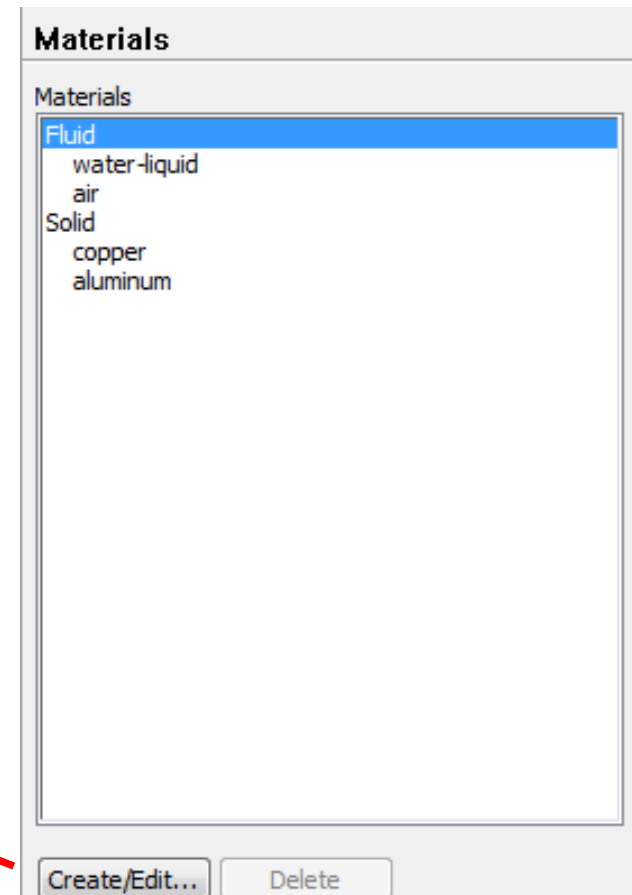 Materials
Materials
Fluid
water-liquid
air
Solid
copper
aluminum
Create/Edit... Delete